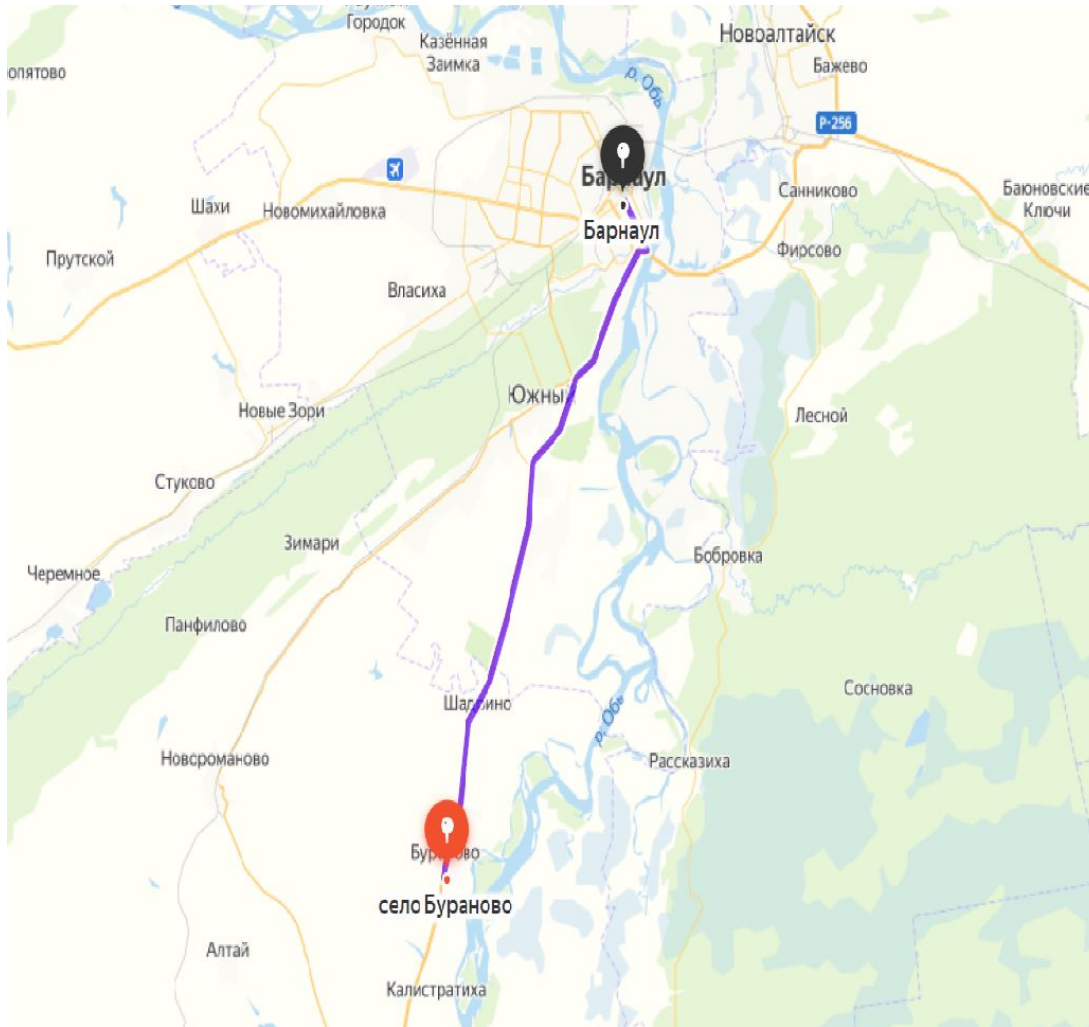 Городок
Казённая
Заимка
Новоалтайск
Бажево
опятово
р. Обь
Р-256
Барнаул
Санниково
Баюновские
Ключи
Шахи
Новомихайловка
Барнаул
Фирсово
Прутской
Власиха
Южный
Новые Зори
Лесной
Стуково
Зимари
Бобровка
Черемное
Панфилово
Сосновка
Шадрино
р. Обь
Новороманово
Рассказиха
Бураново
село Бураново
Алтай
Калистратиха